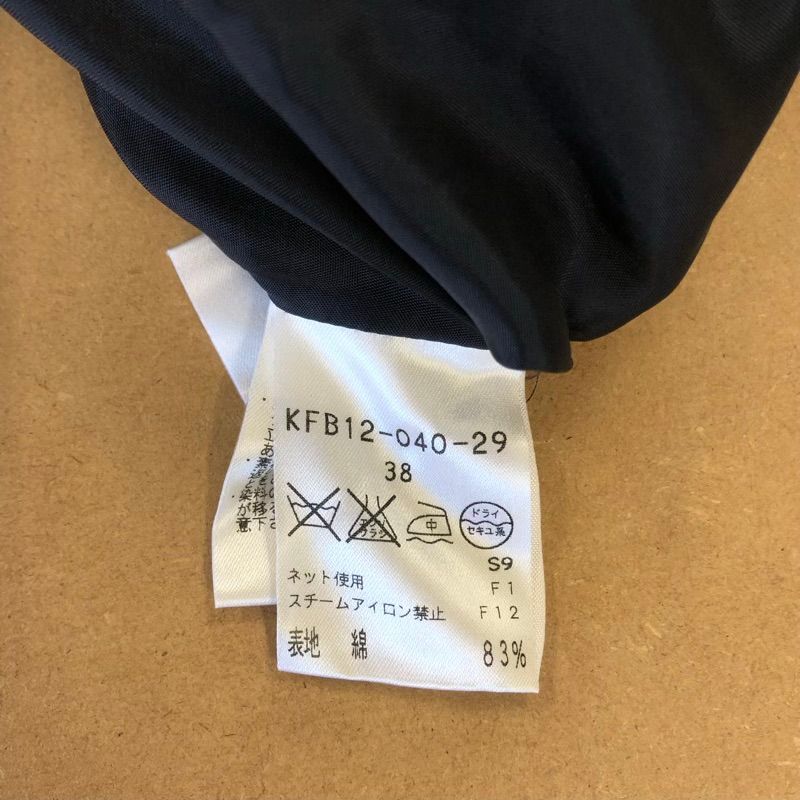 KFB12-040-29
38
中 ドライ セキユ系
S9
ネット使用 F1
スチームアイロン禁止 F12
表地 綿 83%